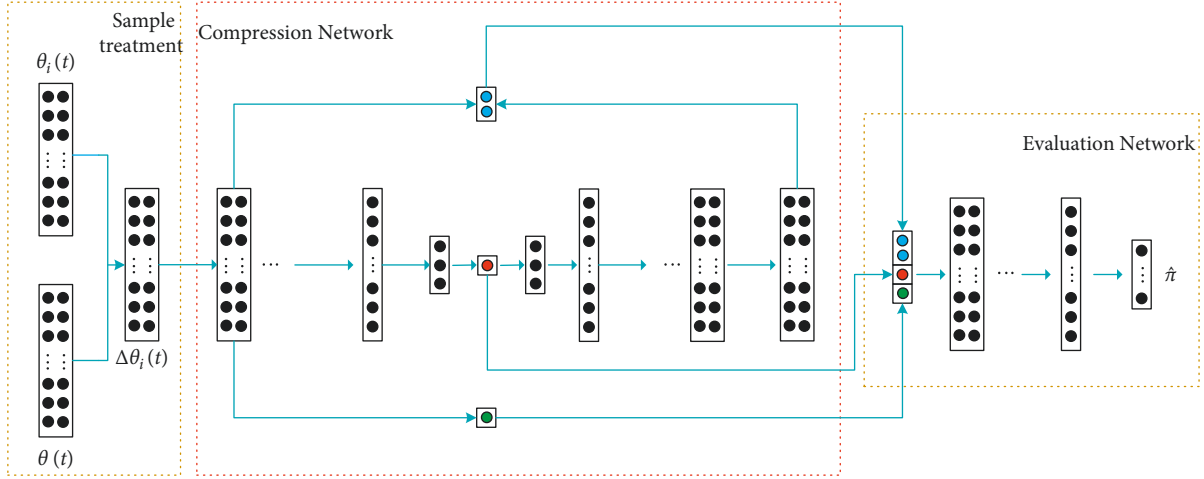 Sample
treatment
θᵢ(t)
Δθᵢ(t)
θ(t)
Compression Network
...
...
Evaluation Network
...
π̂